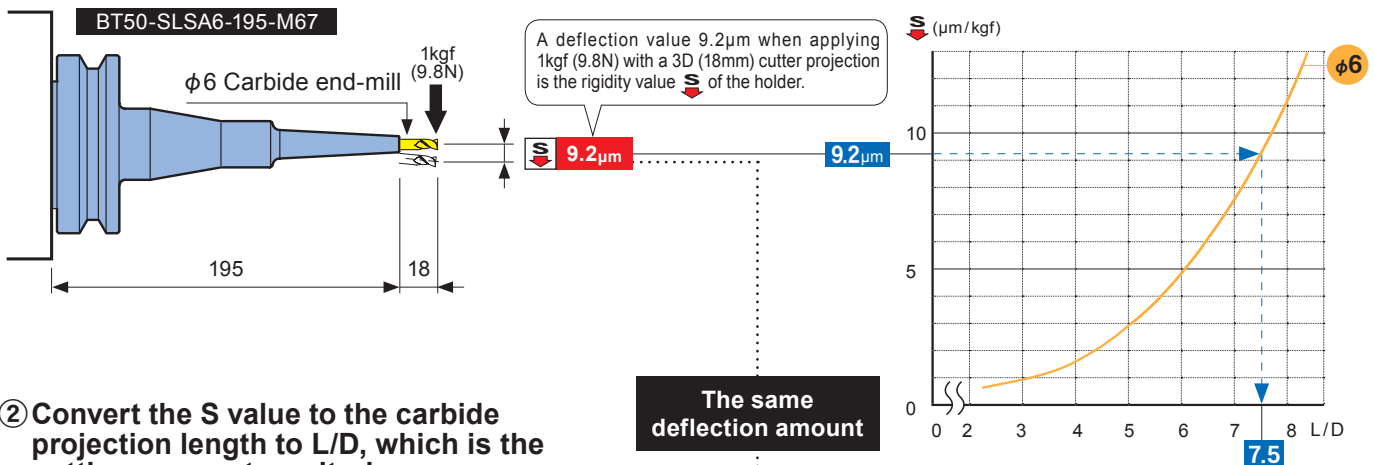 BT50-SLSA6-195-M67
1kgf
(9.8N)
φ6 Carbide end-mill
195
18
A deflection value 9.2μm when applying
1kgf (9.8N) with a 3D (18mm) cutter projection
is the rigidity value S of the holder.
S 9.2μm
9.2μm
S (μm/kgf)
φ6
10
5
0
0 2 3 4 5 6 7 8 L/D
7.5
The same
deflection amount
② Convert the S value to the carbide
projection length to L/D, which is the